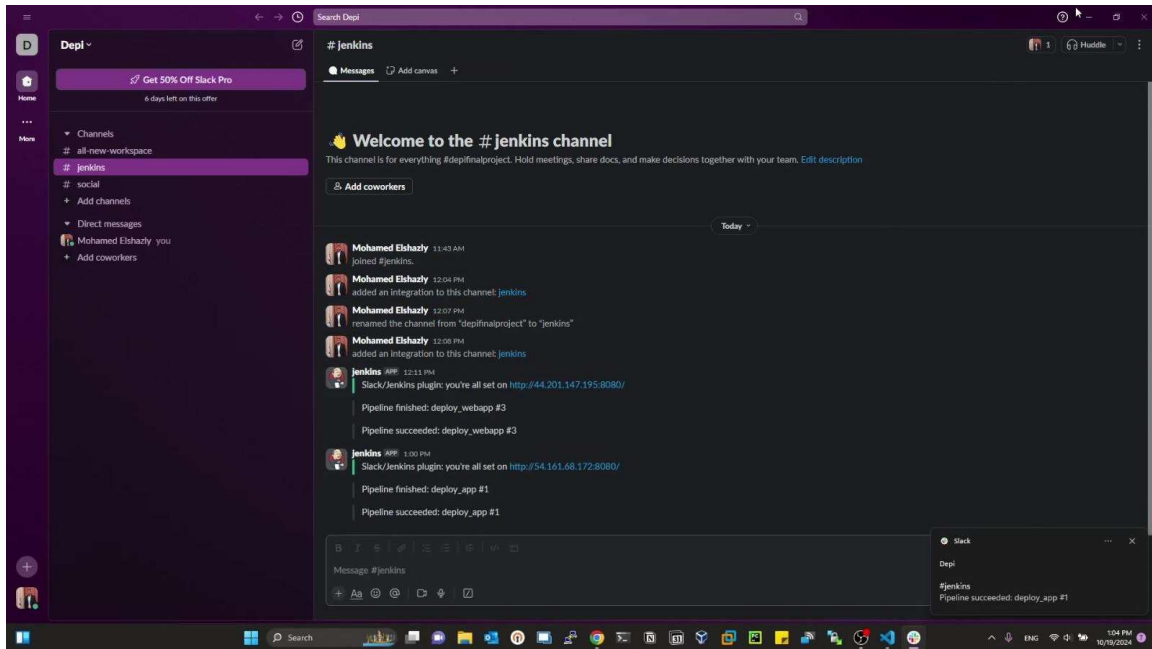 Search Depi
D
Depi
# jenkins
1
Huddle
Messages
Add canvas
+
Get 50% Off Slack Pro
6 days left on this offer
Home
More
Channels
# all-new-workspace
# jenkins
# social
+ Add channels
Direct messages
Mohamed Elshazly you
+ Add coworkers
Welcome to the # jenkins channel
This channel is for everything #depifinalproject. Hold meetings, share docs, and make decisions together with your team. Edit description
Add coworkers
Today
Mohamed Elshazly 11:43 AM
joined #jenkins.
Mohamed Elshazly 12:04 PM
added an integration to this channel: jenkins
Mohamed Elshazly 12:07 PM
renamed the channel from "depifinalproject" to "jenkins"
Mohamed Elshazly 12:08 PM
added an integration to this channel: jenkins
jenkins APP 12:11 PM
Slack/Jenkins plugin: you're all set on http://44.201.147.195:8080/
Pipeline finished: deploy_webapp #3
Pipeline succeeded: deploy_webapp #3
jenkins APP 1:00 PM
Slack/Jenkins plugin: you're all set on http://54.161.68.172:8080/
Pipeline finished: deploy_app #1
Pipeline succeeded: deploy_app #1
Message #jenkins
+ Aa
Slack
Depi
#jenkins
Pipeline succeeded: deploy_app #1
Search
ENG
1:04 PM
10/19/2024